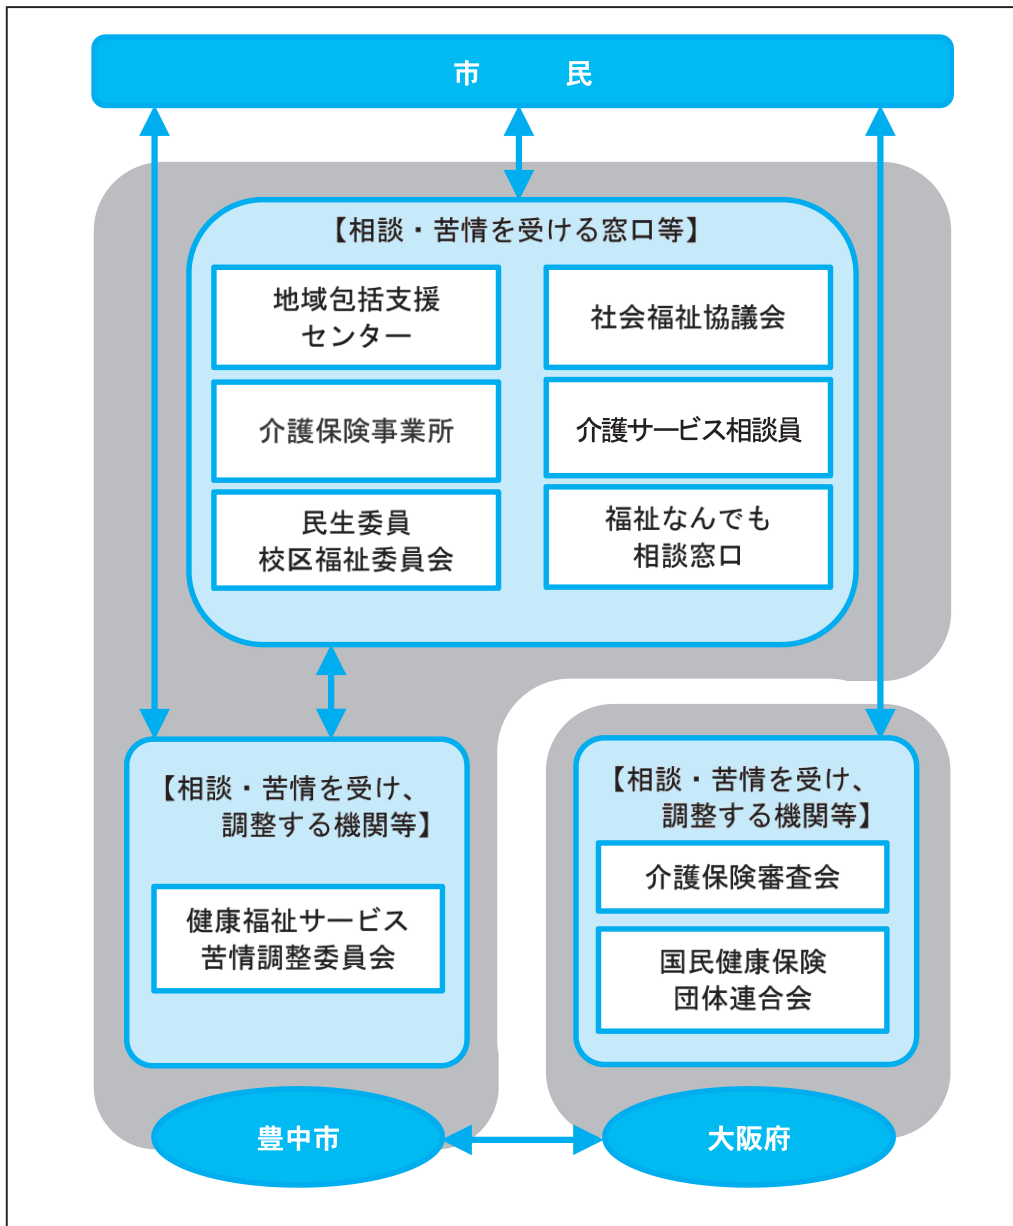 市　民
【相談・苦情を受ける窓口等】
地域包括支援
センター
社会福祉協議会
介護保険事業所
介護サービス相談員
民生委員
校区福祉委員会
福祉なんでも
相談窓口
【相談・苦情を受け、
調整する機関等】
健康福祉サービス
苦情調整委員会
【相談・苦情を受け、
調整する機関等】
介護保険審査会
国民健康保険
団体連合会
豊中市
大阪府